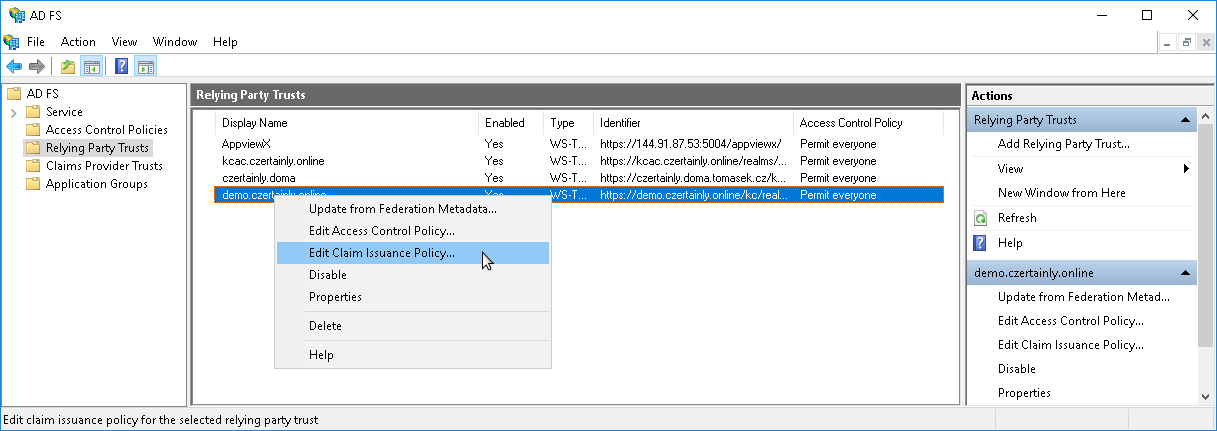 AD FS
File Action View Window Help
AD FS
Service
Access Control Policies
Relying Party Trusts
Claims Provider Trusts
Application Groups
Relying Party Trusts
Display Name Enabled Type Identifier Access Control Policy
AppviewX Yes WS-T... https://144.91.87.53:5004/appviewx/ Permit everyone
kcac.czertainly.online Yes WS-T... https://kcac.czertainly.online/realms/ Permit everyone
czertainly.doma Yes WS-T... https://czertainly.doma.tomasek.cz/k Permit everyone
demo.czertainly.online Yes WS-T... https://demo.czertainly.online/kc/real... Permit everyone
Update from Federation Metadata...
Edit Access Control Policy...
Edit Claim Issuance Policy...
Disable
Properties
Delete
Help
Actions
Relying Party Trusts
Add Relying Party Trust...
View
New Window from Here
Refresh
Help
demo.czertainly.online
Update from Federation Metad...
Edit Access Control Policy...
Edit Claim Issuance Policy...
Disable
Properties
Edit claim issuance policy for the selected relying party trust